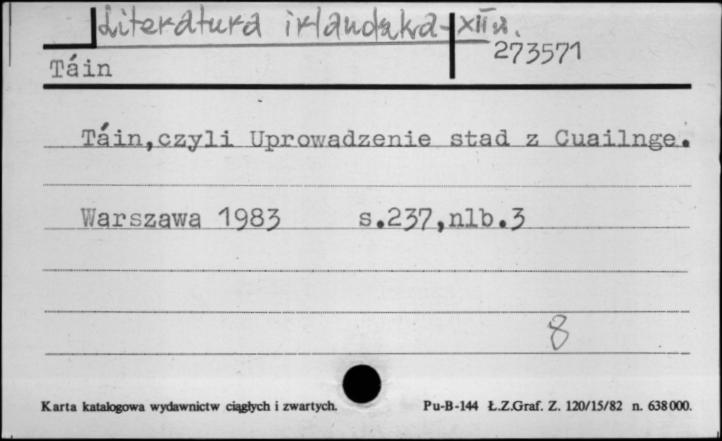 Literatura irlandzka - XII w.
273571
Táin
Táin,czyli Uprowadzenie stad z Cuailnge.
Warszawa 1983 s.237,nlb.3
8
Karta katalogowa wydawnictw ciągłych i zwartych. Pu-B-144 Ł.Z.Graf. Z. 120/15/82 n. 638000.